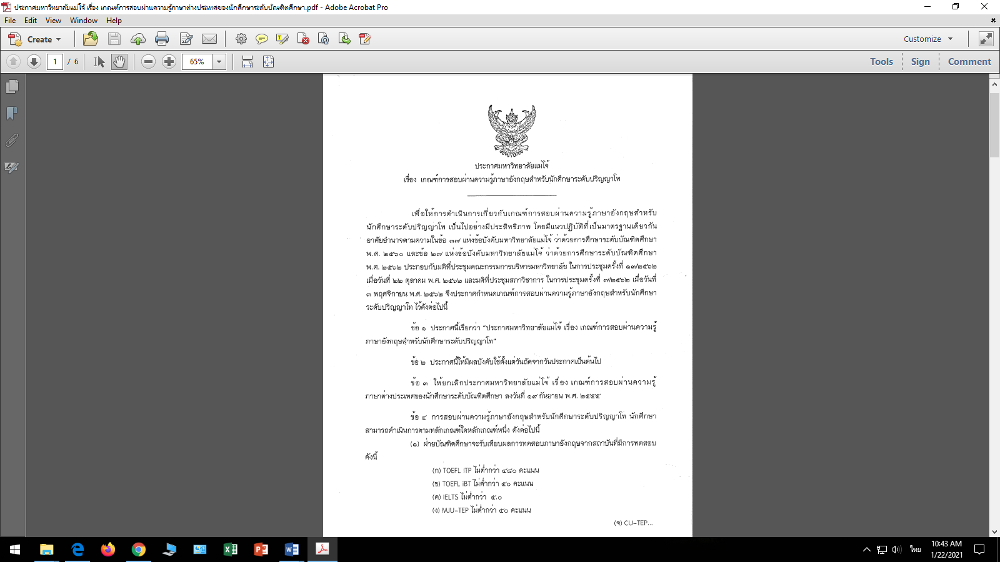 ประกาศมหาวิทยาลัยแม่โจ้ เรื่อง เกณฑ์การสอบผ่านความรู้ภาษาต่างประเทศของนักศึกษาระดับบัณฑิตศึกษา.pdf - Adobe Acrobat Pro
File Edit View Window Help
Create Customize
1 / 6 65% Tools Sign Comment
ประกาศมหาวิทยาลัยแม่โจ้
เรื่อง เกณฑ์การสอบผ่านความรู้ภาษาอังกฤษสำหรับนักศึกษาระดับปริญญาโท
เพื่อให้การดำเนินการเกี่ยวกับเกณฑ์การสอบผ่านความรู้ภาษาอังกฤษสำหรับ
นักศึกษาระดับปริญญาโท เป็นไปอย่างมีประสิทธิภาพ โดยมีแนวปฏิบัติที่เป็นมาตรฐานเดียวกัน
อาศัยอำนาจตามความในข้อ ๓๗ แห่งข้อบังคับมหาวิทยาลัยแม่โจ้ ว่าด้วยการศึกษาระดับบัณฑิตศึกษา
พ.ศ. ๒๕๖๐ และข้อ ๒๗ แห่งข้อบังคับมหาวิทยาลัยแม่โจ้ ว่าด้วยการศึกษาระดับบัณฑิตศึกษา
พ.ศ. ๒๕๖๒ ประกอบกับมติที่ประชุมคณะกรรมการบริหารมหาวิทยาลัย ในการประชุมครั้งที่ ๑๓/๒๕๖๒
เมื่อวันที่ ๒๒ ตุลาคม พ.ศ. ๒๕๖๒ และมติที่ประชุมสภาวิชาการ ในการประชุมครั้งที่ ๗/๒๕๖๒ เมื่อวันที่
๓ พฤศจิกายน พ.ศ. ๒๕๖๒ จึงประกาศกำหนดเกณฑ์การสอบผ่านความรู้ภาษาอังกฤษสำหรับนักศึกษา
ระดับปริญญาโท ไว้ดังต่อไปนี้
ข้อ ๑ ประกาศนี้เรียกว่า "ประกาศมหาวิทยาลัยแม่โจ้ เรื่อง เกณฑ์การสอบผ่านความรู้
ภาษาอังกฤษสำหรับนักศึกษาระดับปริญญาโท"
ข้อ ๒ ประกาศนี้ให้มีผลบังคับใช้ตั้งแต่วันถัดจากวันประกาศเป็นต้นไป
ข้อ ๓ ให้ยกเลิกประกาศมหาวิทยาลัยแม่โจ้ เรื่อง เกณฑ์การสอบผ่านความรู้
ภาษาต่างประเทศของนักศึกษาระดับบัณฑิตศึกษา ลงวันที่ ๑๙ กันยายน พ.ศ. ๒๕๕๕
ข้อ ๔ การสอบผ่านความรู้ภาษาอังกฤษสำหรับนักศึกษาระดับปริญญาโท นักศึกษา
สามารถดำเนินการตามหลักเกณฑ์ใดหลักเกณฑ์หนึ่ง ดังต่อไปนี้
(๑) ฝ่ายบัณฑิตศึกษาจะรับเทียบผลการทดสอบภาษาอังกฤษจากสถาบันที่มีการทดสอบ
ดังนี้
(ก) TOEFL ITP ไม่ต่ำกว่า ๔๘๐ คะแนน
(ข) TOEFL iBT ไม่ต่ำกว่า ๕๐ คะแนน
(ค) IELTS ไม่ต่ำกว่า ๕.๐
(ง) MJU-TEP ไม่ต่ำกว่า ๕๐ คะแนน
(จ) CU-TEP...
ไทย 10:43 AM
1/22/2021